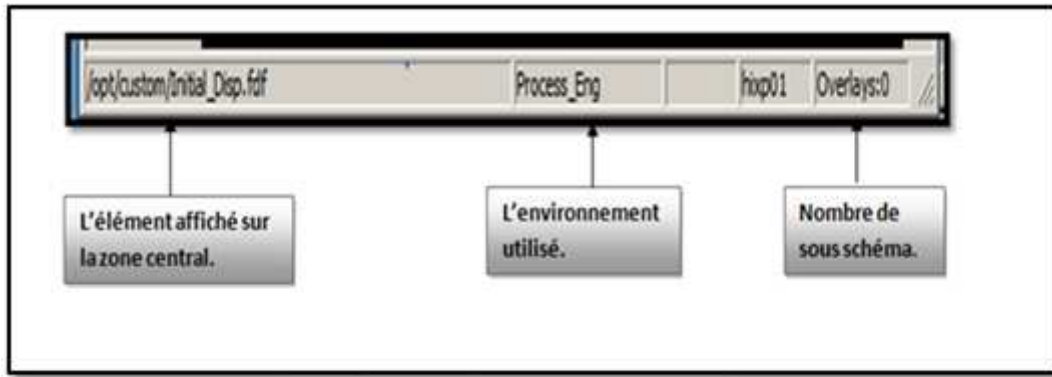 /opt/custom/Initial_Disp.fdf Process_Eng hixp01 Overlays:0
L'élément affiché sur
la zone central.
L'environnement
utilisé.
Nombre de
sous schéma.